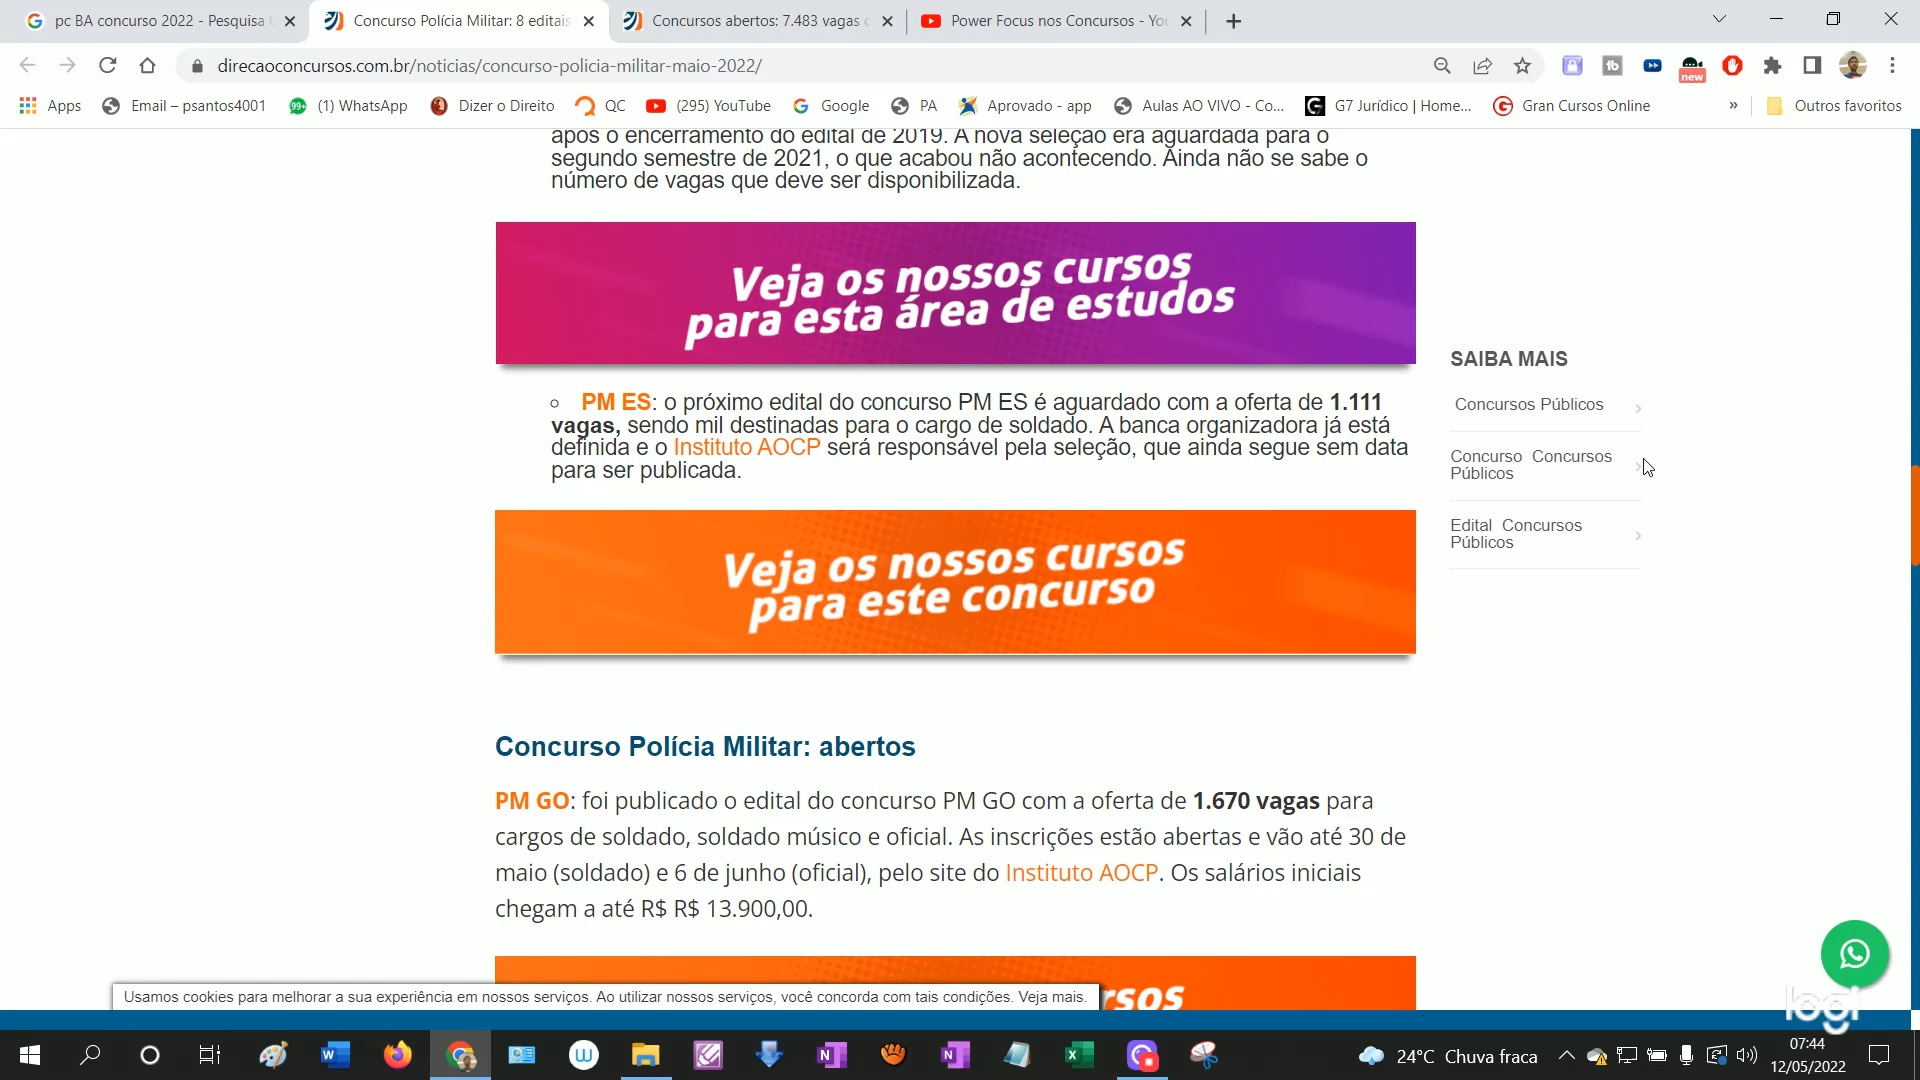 pc BA concurso 2022 - Pesquisa
Concurso Polícia Militar: 8 editais
Concursos abertos: 7.483 vagas
Power Focus nos Concursos - You
direcaoconcursos.com.br/noticias/concurso-policia-militar-maio-2022/
new
Apps
Email – psantos4001
99+
(1) WhatsApp
Dizer o Direito
QC
(295) YouTube
Google
PA
Aprovado - app
Aulas AO VIVO - Co...
G7 Jurídico | Home...
Gran Cursos Online
»
Outros favoritos
após o encerramento do edital de 2019. A nova seleção era aguardada para o
segundo semestre de 2021, o que acabou não acontecendo. Ainda não se sabe o
número de vagas que deve ser disponibilizada.
Veja os nossos cursos
para esta área de estudos
PM ES: o próximo edital do concurso PM ES é aguardado com a oferta de 1.111
vagas, sendo mil destinadas para o cargo de soldado. A banca organizadora já está
definida e o Instituto AOCP será responsável pela seleção, que ainda segue sem data
para ser publicada.
Veja os nossos cursos
para este concurso
SAIBA MAIS
Concursos Públicos
Concurso Concursos
Públicos
Edital Concursos
Públicos
Concurso Polícia Militar: abertos
PM GO: foi publicado o edital do concurso PM GO com a oferta de 1.670 vagas para
cargos de soldado, soldado músico e oficial. As inscrições estão abertas e vão até 30 de
maio (soldado) e 6 de junho (oficial), pelo site do Instituto AOCP. Os salários iniciais
chegam a até R$ R$ 13.900,00.
Usamos cookies para melhorar a sua experiência em nossos serviços. Ao utilizar nossos serviços, você concorda com tais condições. Veja mais.
logi
24°C Chuva fraca
07:44
12/05/2022